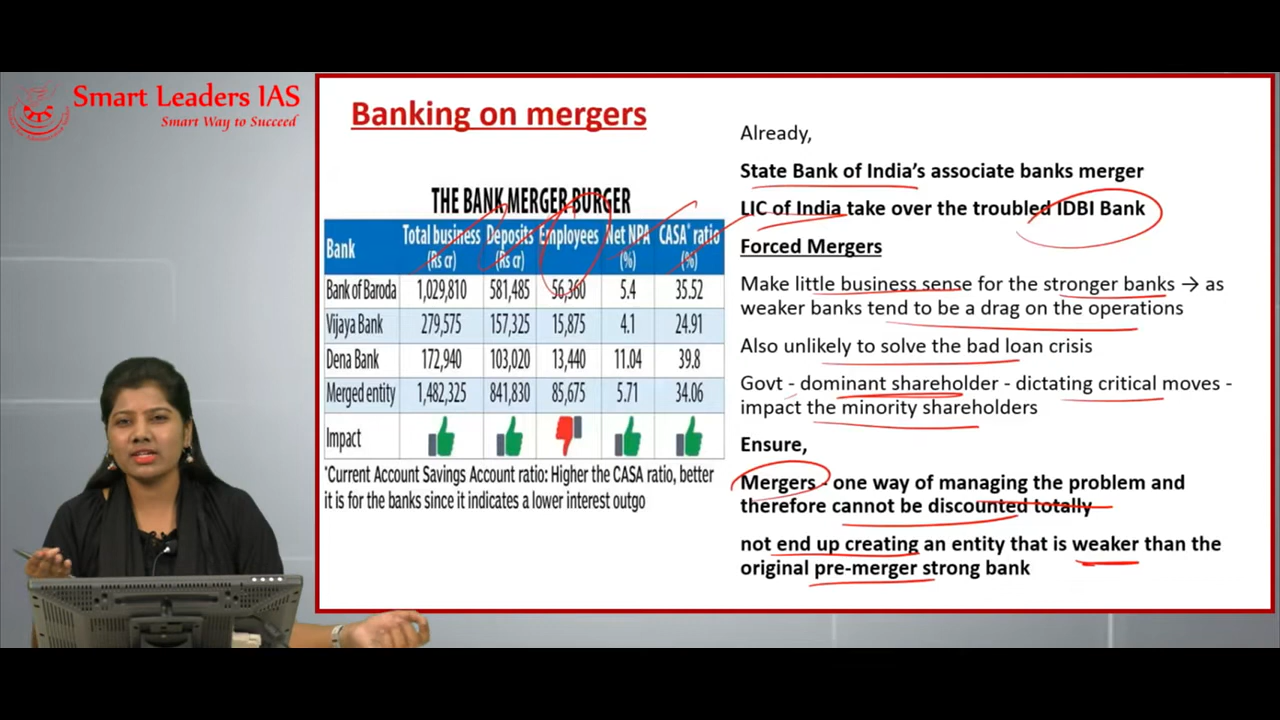 Smart Leaders IAS
Smart Way to Succeed
Banking on mergers
THE BANK MERGER BURGER
Bank Total business (Rs cr) Deposits (Rs cr) Employees Net NPA (%) CASA* ratio (%)
Bank of Baroda 1,029,810 581,485 56,360 5.4 35.52
Vijaya Bank 279,575 157,325 15,875 4.1 24.91
Dena Bank 172,940 103,020 13,440 11.04 39.8
Merged entity 1,482,325 841,830 85,675 5.71 34.06
Impact
*Current Account Savings Account ratio: Higher the CASA ratio, better
it is for the banks since it indicates a lower interest outgo
Already,
State Bank of India's associate banks merger
LIC of India take over the troubled IDBI Bank
Forced Mergers
Make little business sense for the stronger banks → as
weaker banks tend to be a drag on the operations
Also unlikely to solve the bad loan crisis
Govt - dominant shareholder - dictating critical moves -
impact the minority shareholders
Ensure,
Mergers - one way of managing the problem and
therefore cannot be discounted totally
not end up creating an entity that is weaker than the
original pre-merger strong bank